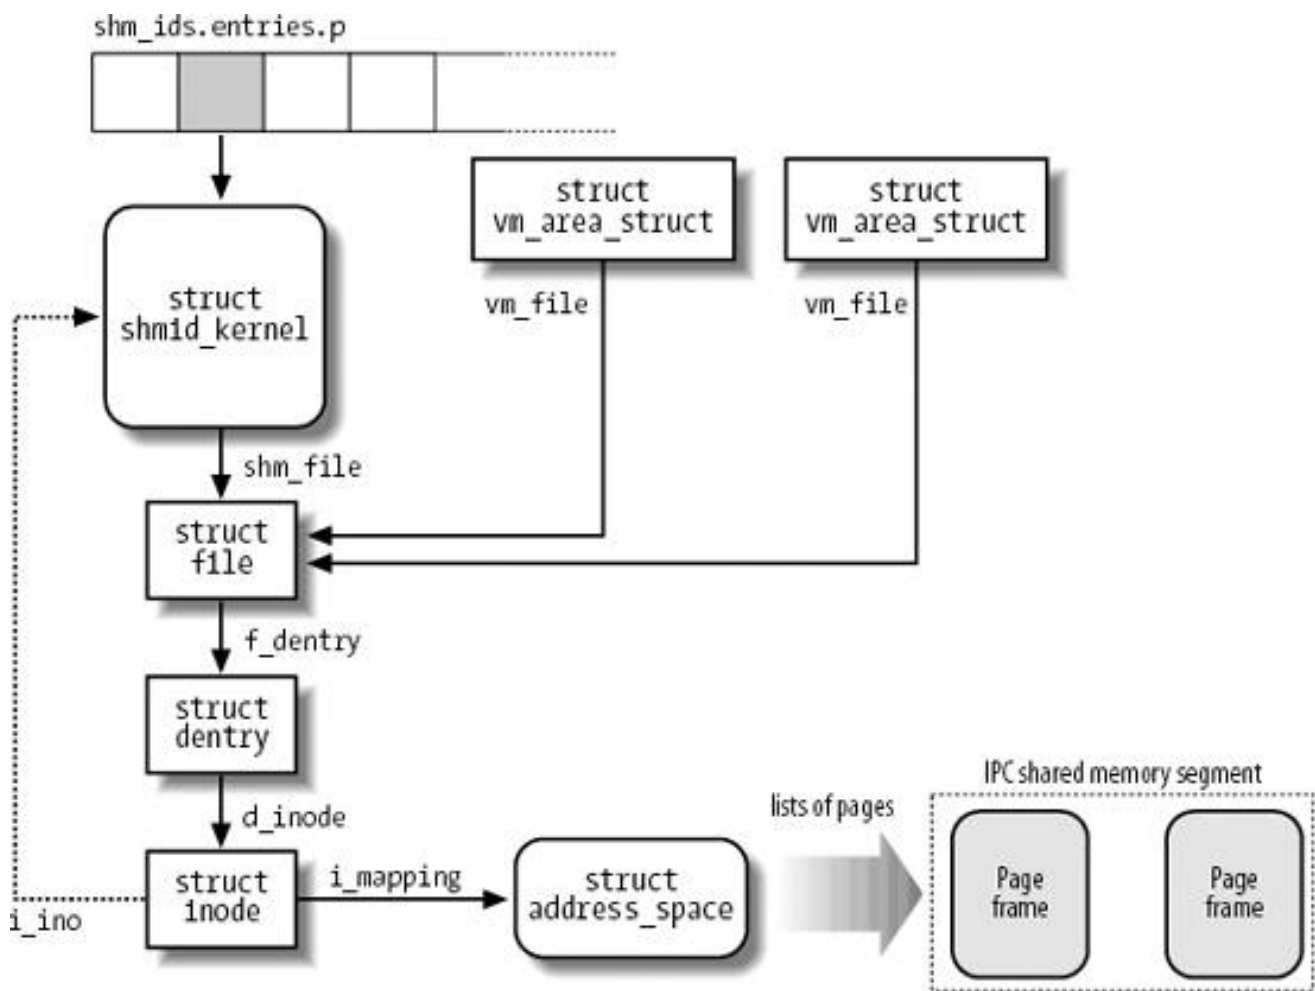 shm_ids.entries.p
struct
vm_area_struct
struct
vm_area_struct
struct
shmid_kernel
vm_file
vm_file
shm_file
struct
file
f_dentry
struct
dentry
d_inode
struct
inode
i_mapping
i_ino
struct
address_space
lists of pages
IPC shared memory segment
Page
frame
Page
frame